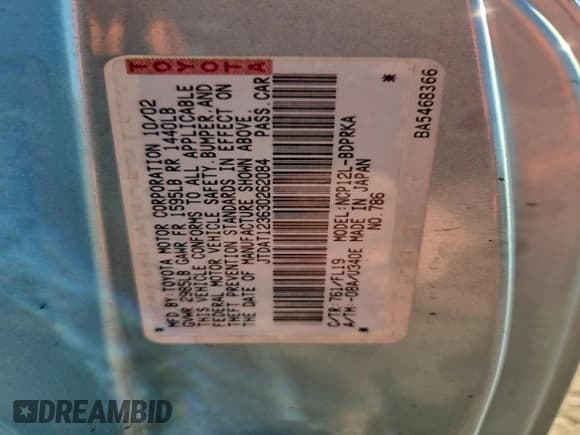 TOYOTA
MFD BY TOYOTA MOTOR CORPORATION 10/02
GVWR 2985LB GAWR FR 1595LB RR 1440LB
THIS VEHICLE CONFORMS TO ALL APPLICABLE
FEDERAL MOTOR VEHICLE SAFETY, BUMPER, AND
THEFT PREVENTION STANDARDS IN EFFECT ON
THE DATE OF MANUFACTURE SHOWN ABOVE.
JTDAT123630262084 PASS. CAR
C/TR:761/FL19 MODEL:NCP12L-BDPRKA
A/TM:-08A/U340E MADE IN JAPAN
NO. 786
BA5468366
DREAMBID